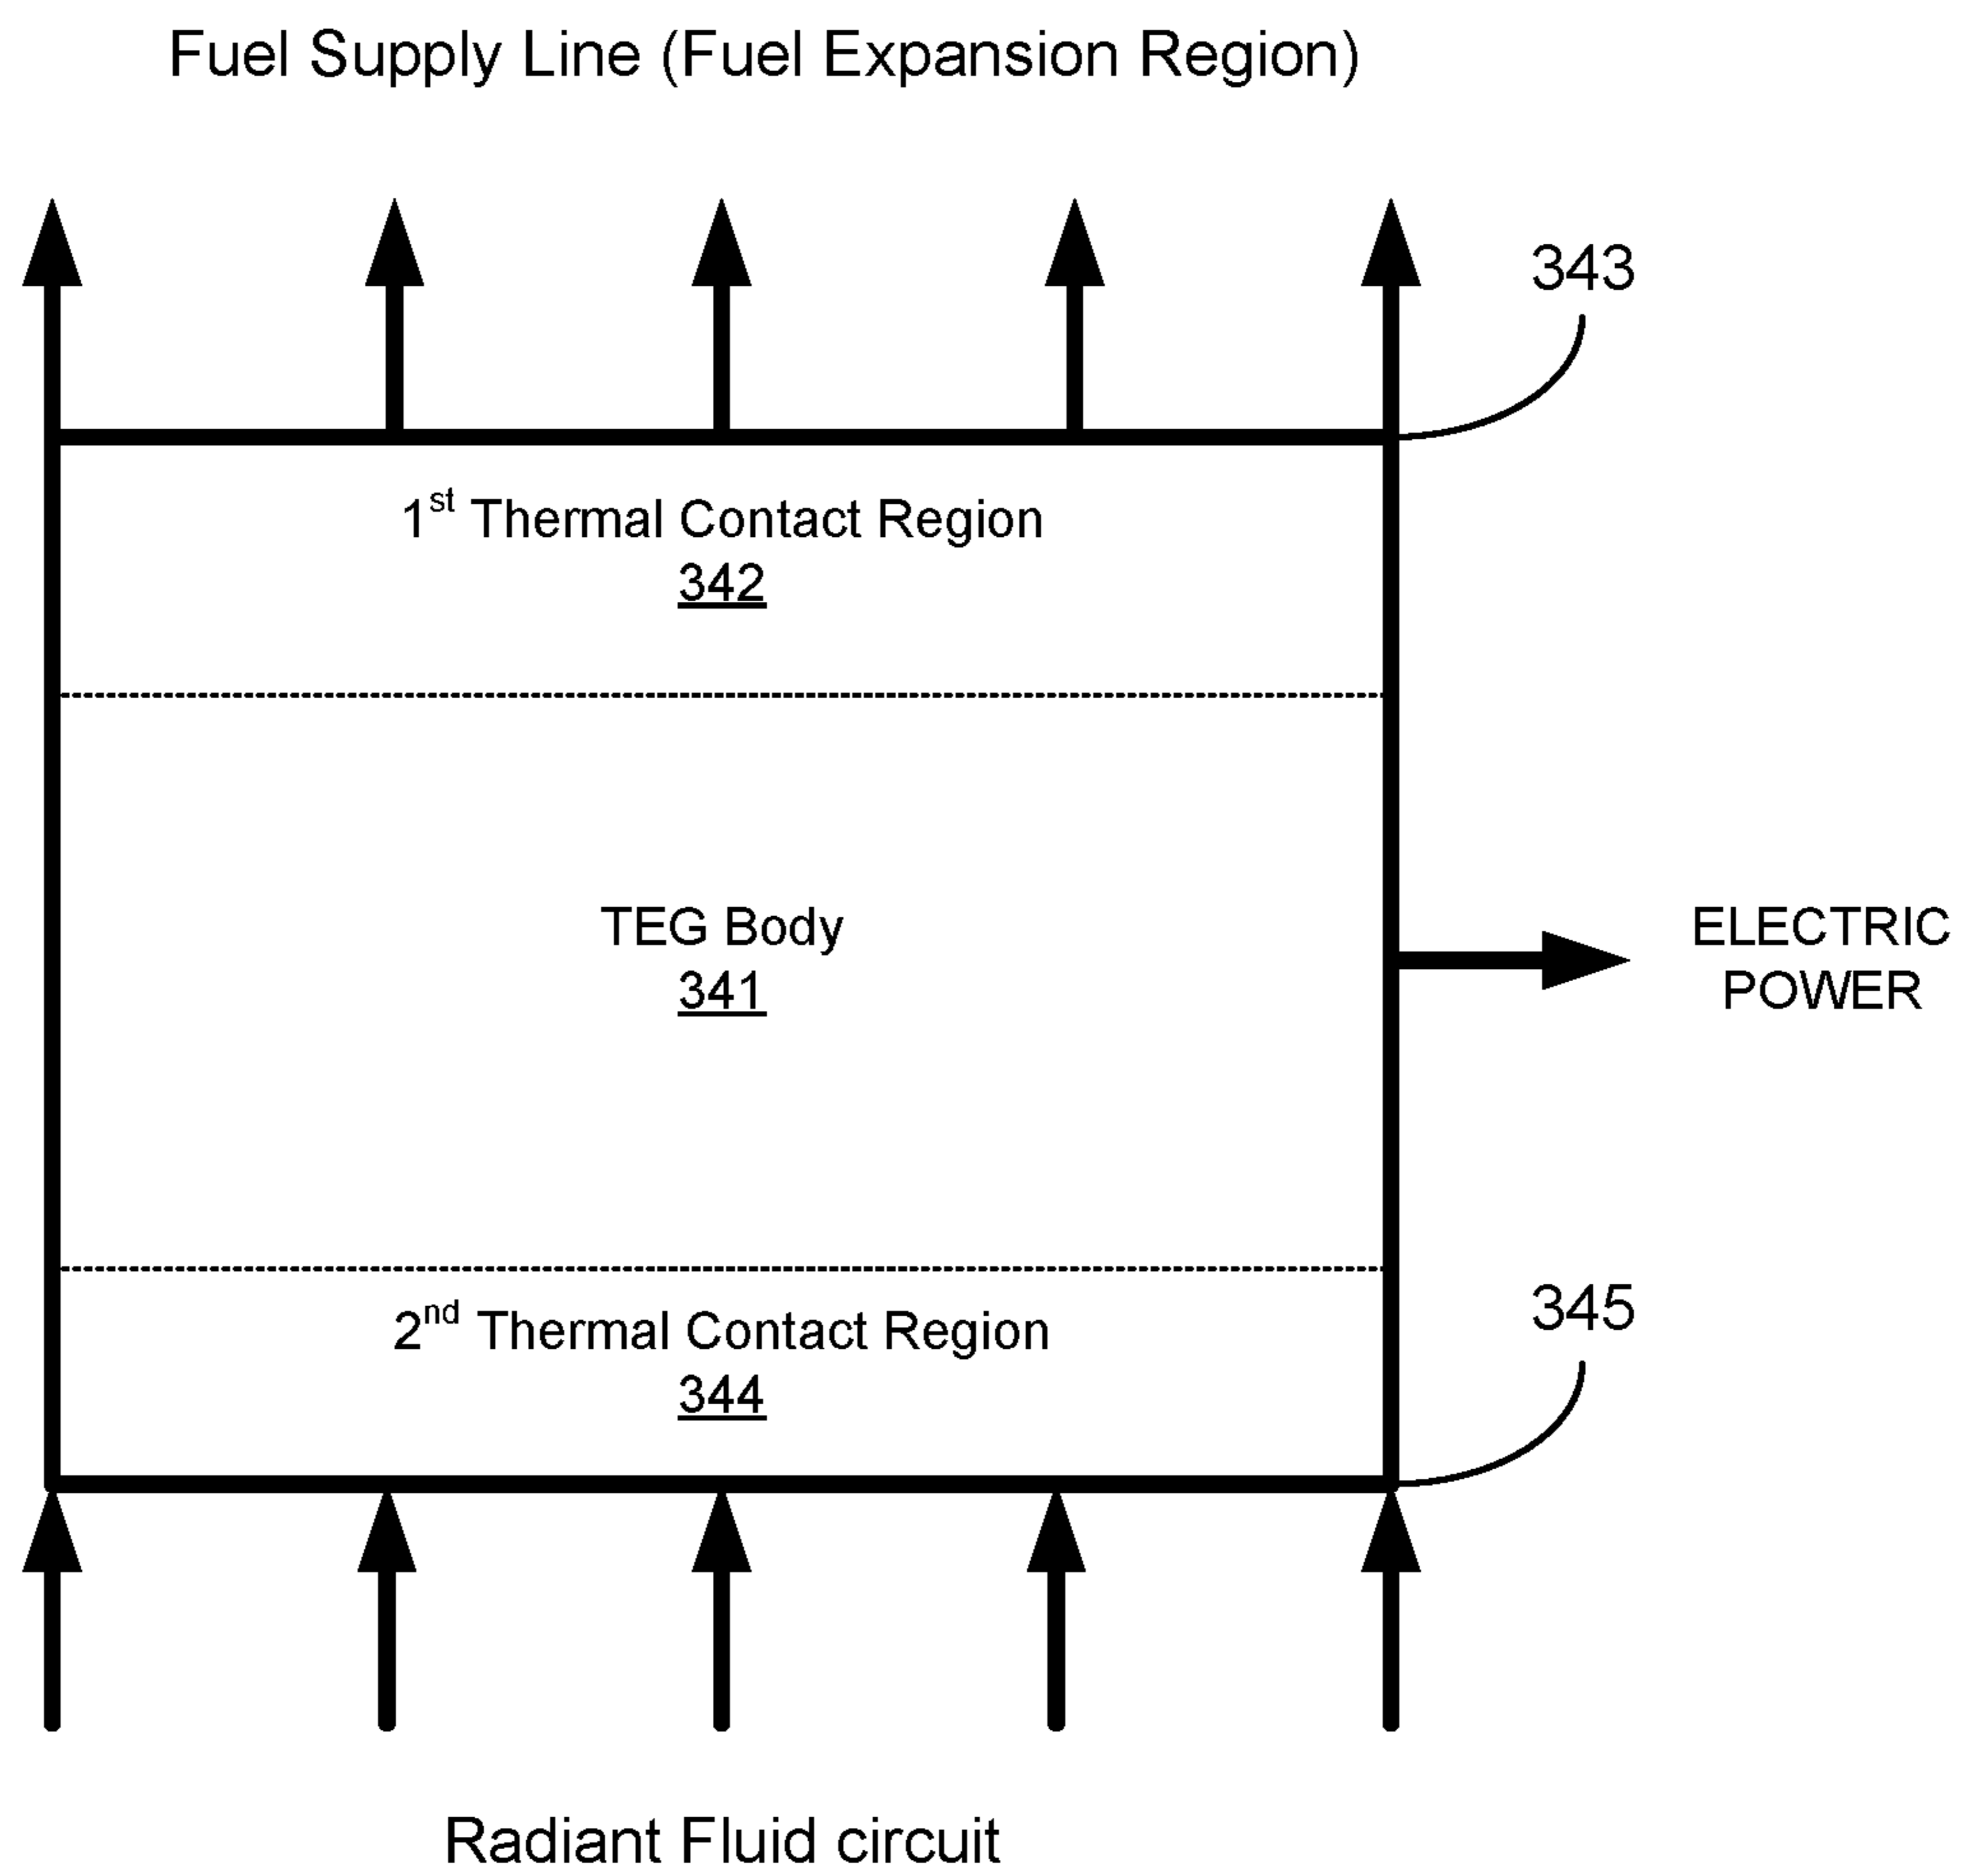 Fuel Supply Line (Fuel Expansion Region)
343
1st Thermal Contact Region
342
TEG Body
341
ELECTRIC
POWER
2nd Thermal Contact Region
344
345
Radiant Fluid circuit